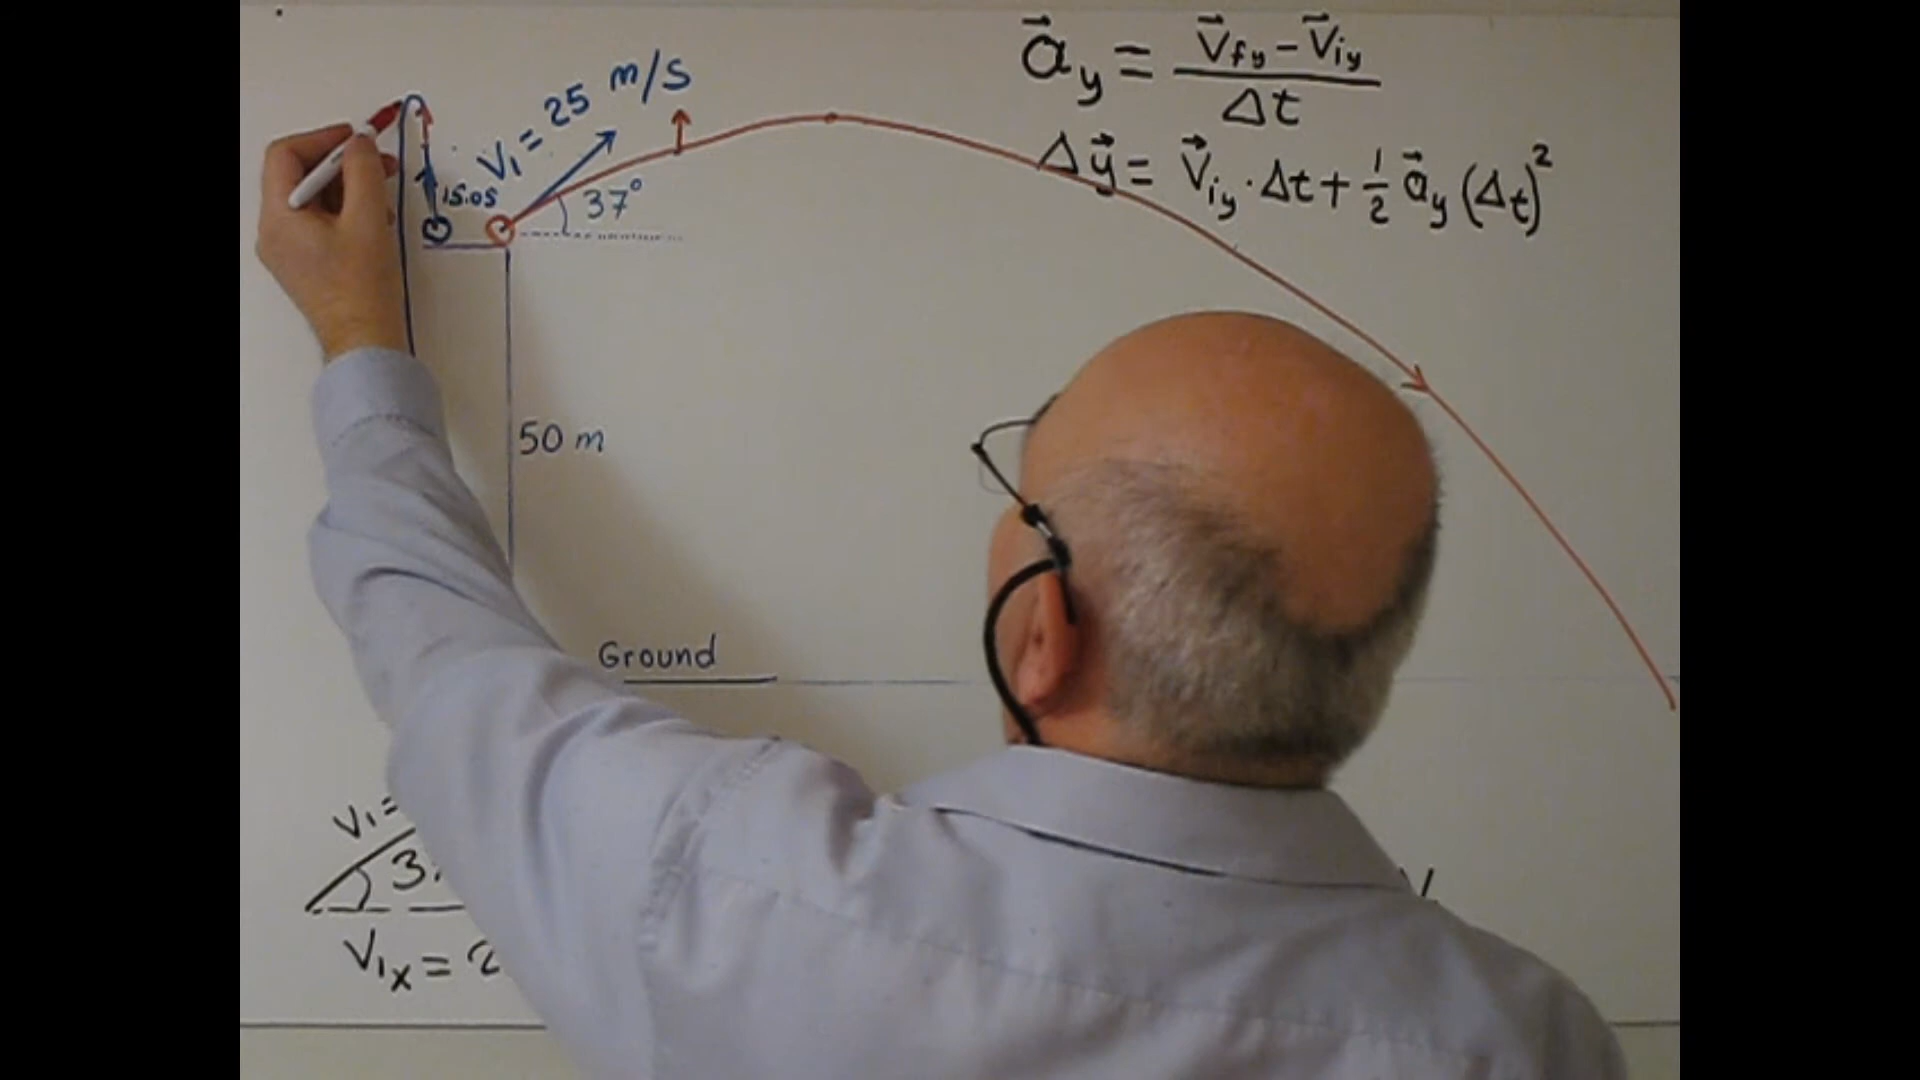 V₁ = 25 m/s
15.05
37°
50 m
Ground
a⃗y = (V⃗fy − V⃗iy) / Δt
Δy⃗ = V⃗iy · Δt + ½ a⃗y (Δt)²
V₁ =
V₁ₓ = 2